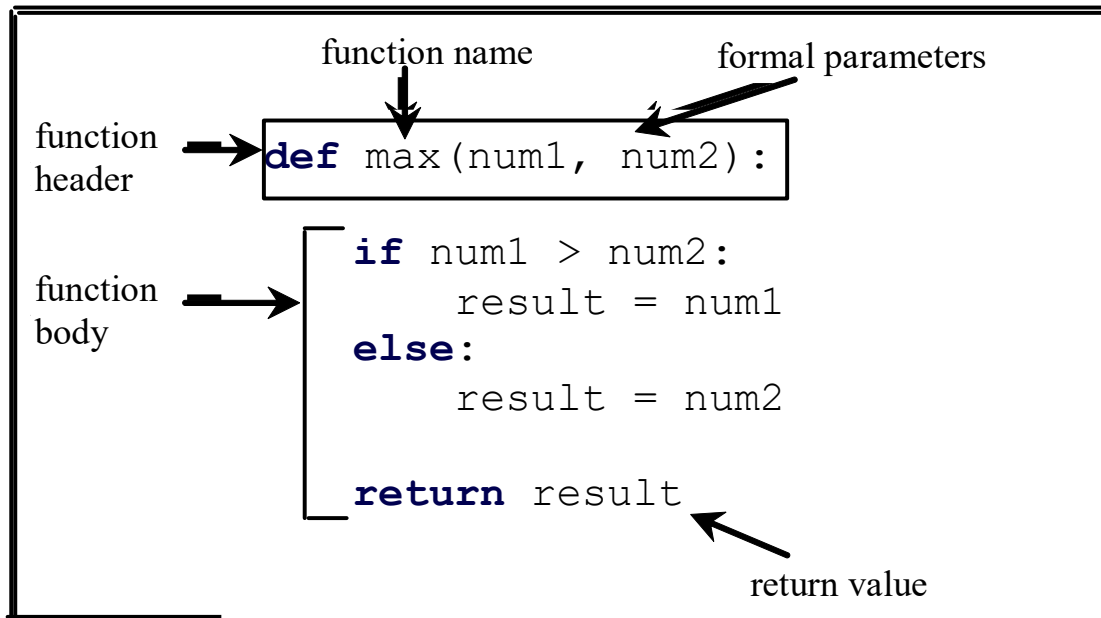 function name
formal parameters
function
header
def max(num1, num2):
function
body
if num1 > num2:
result = num1
else:
result = num2
return result
return value